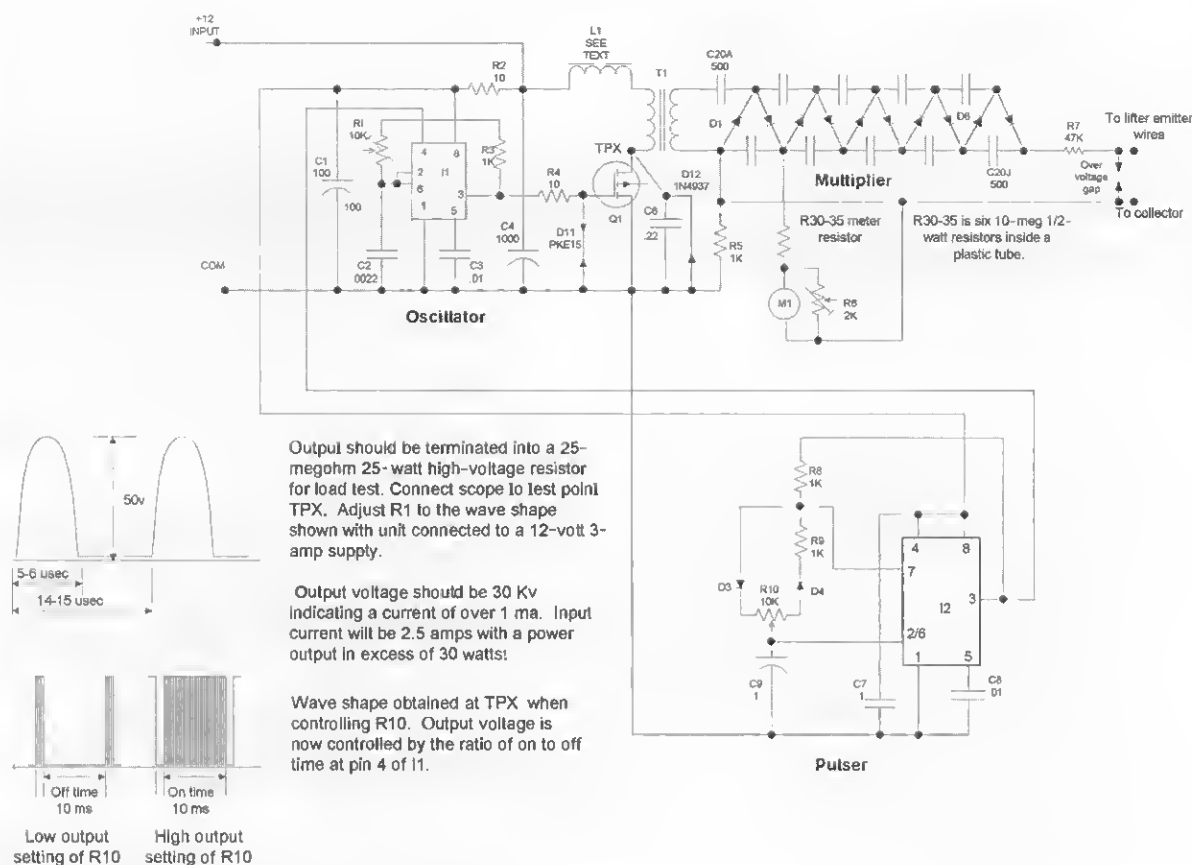 +12
INPUT
L1
SEE
TEXT
R2
10
T1
C20A
500
R1
10K
C1
100
100
4
8
2
6
I1
3
1
5
R3
1K
R4
10
TPX
Q1
D11
PKE15
C4
1000
C2
.0022
C3
.01
D12
1N4937
C6
.22
R5
1K
D1
D6
Multiplier
C20J
500
R7
47K
To lifter emitter
wires
Over
voltage
gap
To collector
R30-35 meter
resistor
R30-35 is six 10-meg 1/2-
watt resistors inside a
plastic tube.
M1
R6
2K
COM
Oscillator
50v
5-6 usec
14-15 usec
Output should be terminated into a 25-
megohm 25-watt high-voltage resistor
for load test. Connect scope to test point
TPX. Adjust R1 to the wave shape
shown with unit connected to a 12-volt 3-
amp supply.
Output voltage should be 30 Kv
indicating a current of over 1 ma. Input
current will be 2.5 amps with a power
output in excess of 30 watts!
Wave shape obtained at TPX when
controlling R10. Output voltage is
now controlled by the ratio of on to off
time at pin 4 of I1.
Off time
10 ms
On time
10 ms
Low output
setting of R10
High output
setting of R10
R8
1K
R9
1K
D3
D4
R10
10K
4
8
7
I2
3
2/6
1
5
C9
1
C7
1
C8
.01
Pulser